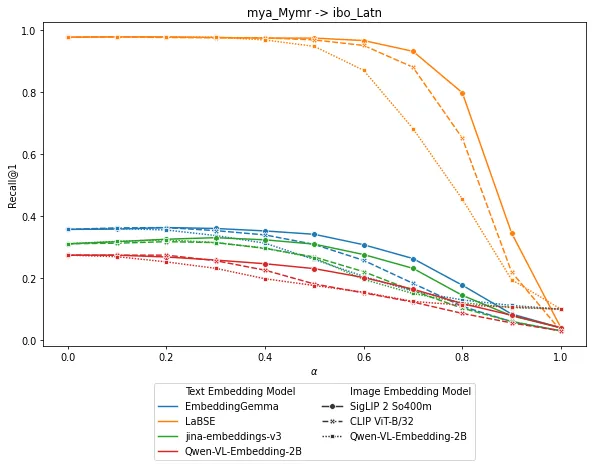 mya_Mymr -> ibo_Latn
1.0
0.8
0.6
0.4
0.2
0.0
Recall@1
0.0 0.2 0.4 0.6 0.8 1.0
α
Text Embedding Model Image Embedding Model
EmbeddingGemma SigLIP 2 So400m
LaBSE CLIP ViT-B/32
jina-embeddings-v3 Qwen-VL-Embedding-2B
Qwen-VL-Embedding-2B